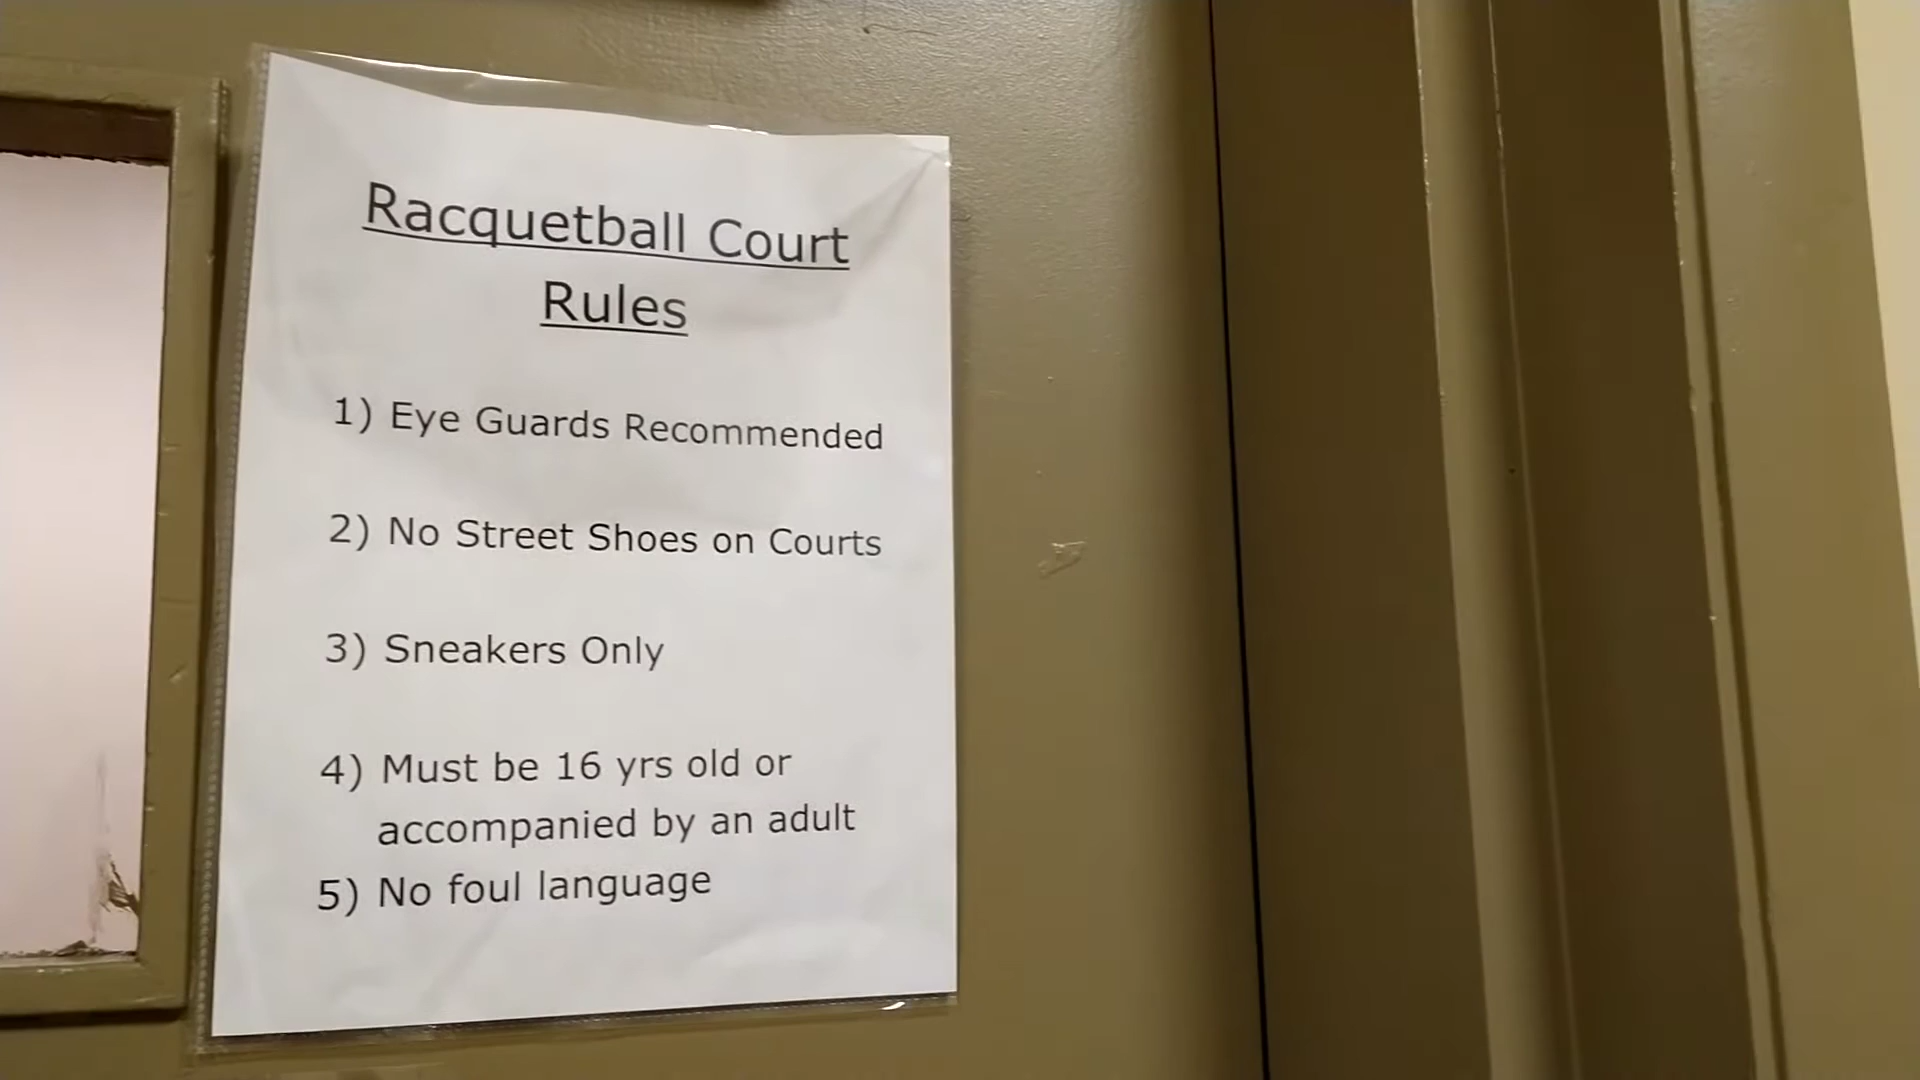 Racquetball Court
Rules
1) Eye Guards Recommended
2) No Street Shoes on Courts
3) Sneakers Only
4) Must be 16 yrs old or
accompanied by an adult
5) No foul language